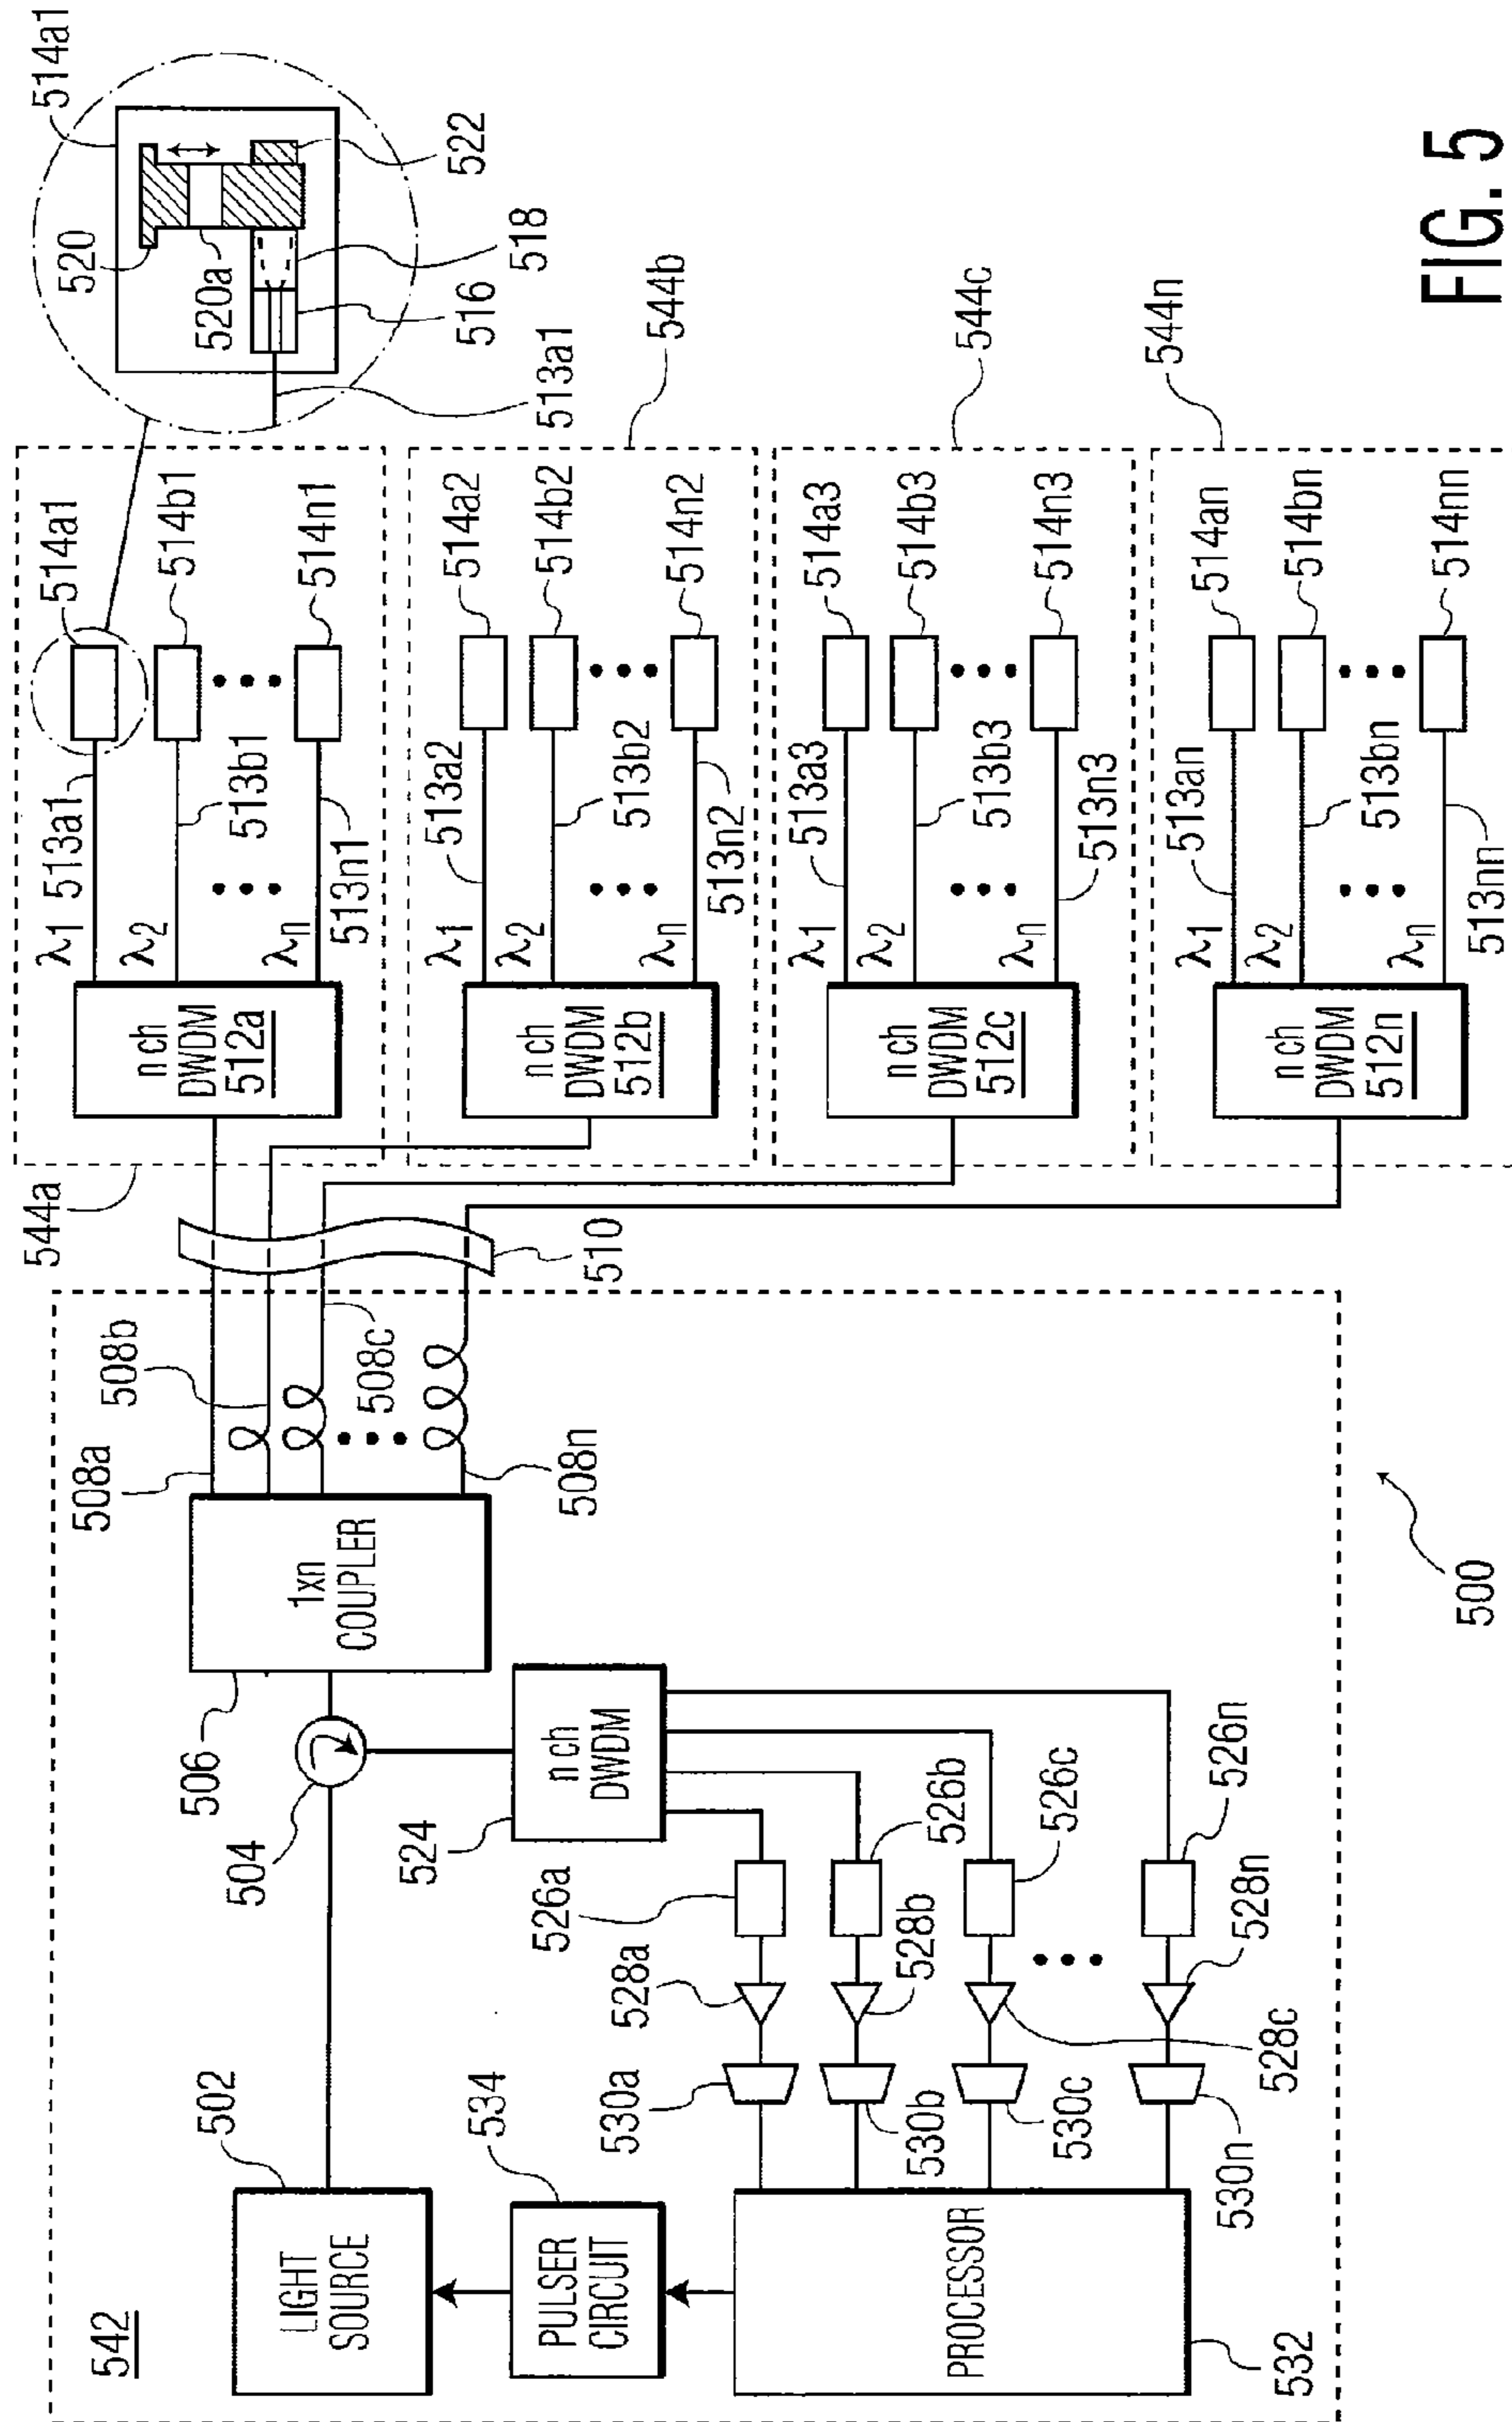 542
LIGHT
SOURCE
502
PULSER
CIRCUIT
534
PROCESSOR
532
504
506
1xn
COUPLER
524
n ch
DWDM
526a
526b
526c
526n
528a
528b
528c
528n
530a
530b
530c
530n
508a
508b
508c
508n
510
500
544a
n ch
DWDM
512a
λ1
λ2
λn
513a1
513b1
513n1
514a1
514b1
514n1
n ch
DWDM
512b
λ1
λ2
λn
513a2
513b2
513n2
514a2
514b2
514n2
544b
n ch
DWDM
512c
λ1
λ2
λn
513a3
513b3
513n3
514a3
514b3
514n3
544c
n ch
DWDM
512n
λ1
λ2
λn
513an
513bn
513nn
514an
514bn
514nn
544n
514a1
520
520a
522
518
516
513a1
FIG. 5